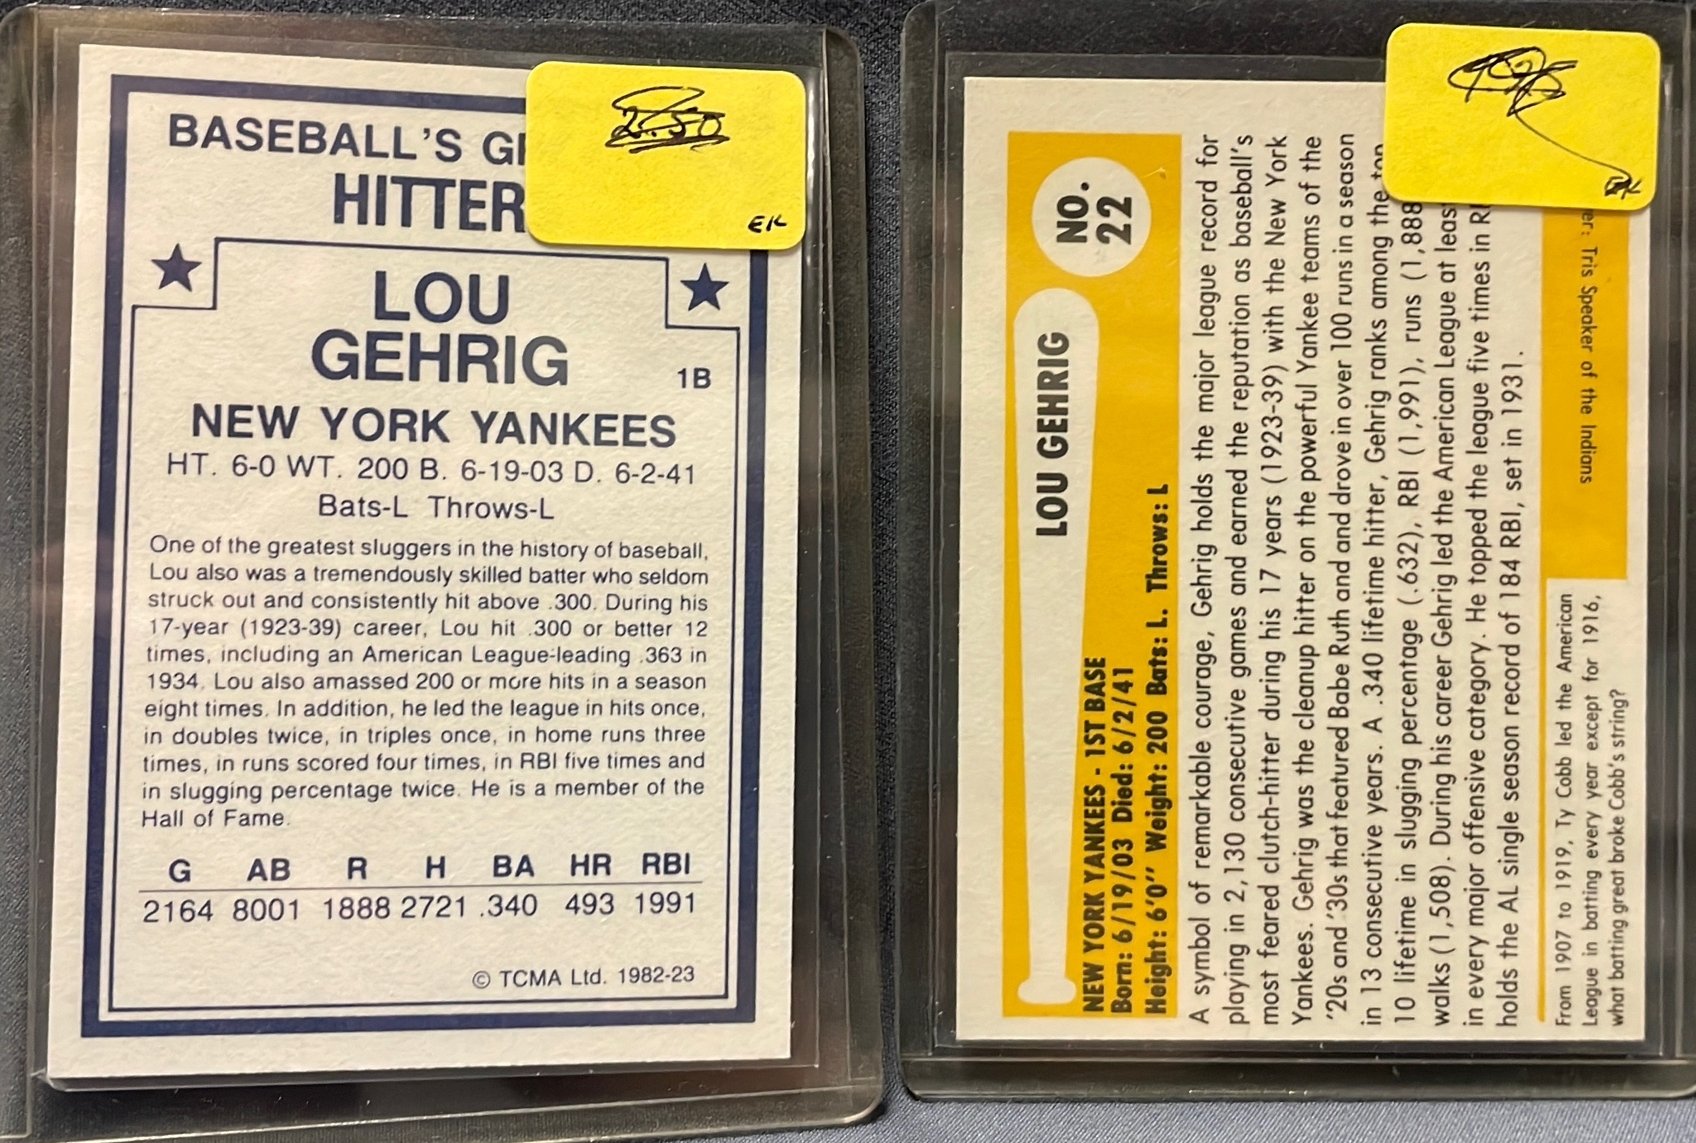 BASEBALL'S
HITTER
LOU
GEHRIG
1B
NEW YORK YANKEES
HT. 6-0 WT. 200 B. 6-19-03 D. 6-2-41
Bats-L Throws-L
One of the greatest sluggers in the history of baseball,
Lou also was a tremendously skilled batter who seldom
struck out and consistently hit above .300. During his
17-year (1923-39) career, Lou hit .300 or better 12
times, including an American League-leading .363 in
1934. Lou also amassed 200 or more hits in a season
eight times. In addition, he led the league in hits once,
in doubles twice, in triples once, in home runs three
times, in runs scored four times, in RBI five times and
in slugging percentage twice. He is a member of the
Hall of Fame.
G AB R H BA HR RBI
2164 8001 1888 2721 .340 493 1991
© TCMA Ltd. 1982-23
2.50
EK
NO.
22
LOU GEHRIG
NEW YORK YANKEES - 1ST BASE
Born: 6/19/03 Died: 6/2/41
Height: 6'0" Weight: 200 Bats: L. Throws: L
A symbol of remarkable courage, Gehrig holds the major league record for
playing in 2,130 consecutive games and earned the reputation as baseball's
most feared clutch-hitter during his 17 years (1923-39) with the New York
Yankees. Gehrig was the cleanup hitter on the powerful Yankee teams of the
'20s and '30s that featured Babe Ruth and and drove in over 100 runs in a season
in 13 consecutive years. A .340 lifetime hitter, Gehrig ranks among the top
10 lifetime in slugging percentage (.632), RBI (1,991), runs (1,888
walks (1,508). During his career Gehrig led the American League at leas
in every major offensive category. He topped the league five times in
holds the AL single season record of 184 RBI, set in 1931.
From 1907 to 1919, Ty Cobb led the American
League in batting every year except for 1916,
what batting great broke Cobb's string?
er: Tris Speaker of the Indians